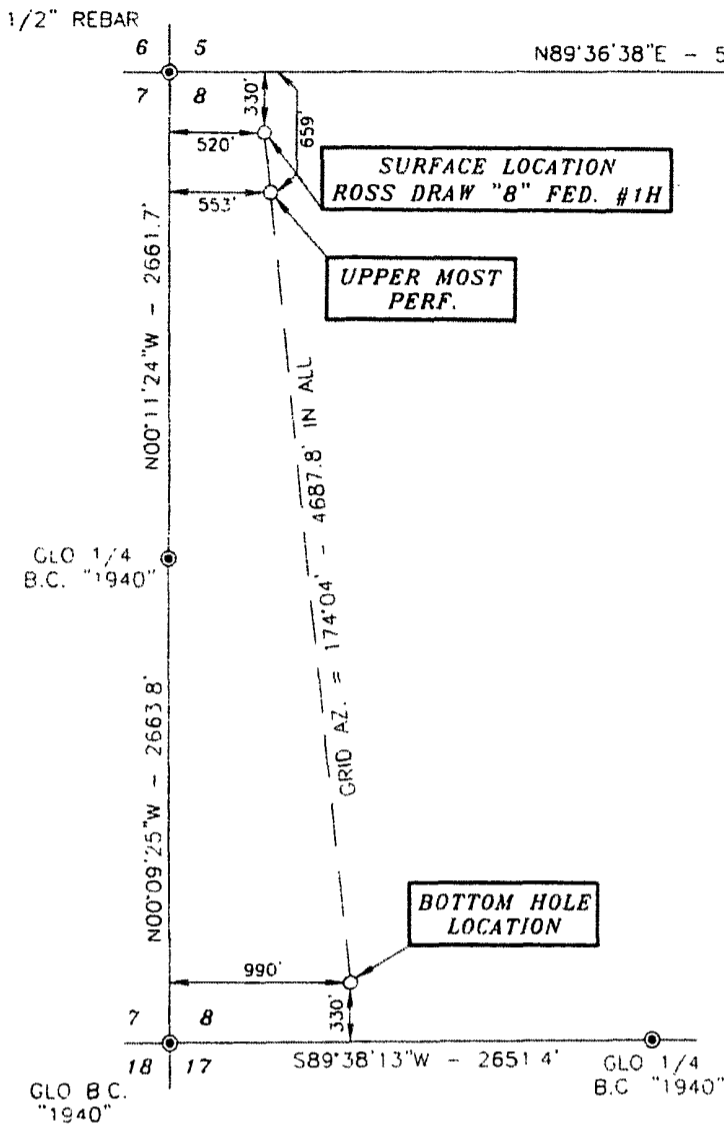 1/2" REBAR
6 5
N89°36'38"E - 5
7 8
330'
659'
520'
SURFACE LOCATION
ROSS DRAW "8" FED. #1H
553'
UPPER MOST
PERF.
N00°11'24"W - 2661.7'
GRID AZ. = 174°04' - 4687.8' IN ALL
GLO 1/4
B.C. "1940"
N00°09'25"W - 2663.8'
BOTTOM HOLE
LOCATION
990'
330'
7 8
18 17
S89°38'13"W - 2651 4'
GLO 1/4
B.C "1940"
GLO B C.
"1940"